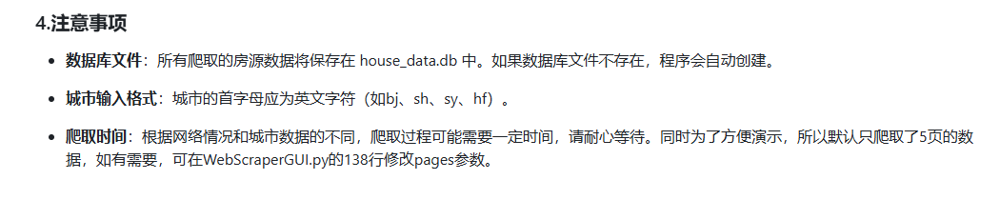 4.注意事项
数据库文件：所有爬取的房源数据将保存在 house_data.db 中。如果数据库文件不存在，程序会自动创建。
城市输入格式：城市的首字母应为英文字符（如bj、sh、sy、hf）。
爬取时间：根据网络情况和城市数据的不同，爬取过程可能需要一定时间，请耐心等待。同时为了方便演示，所以默认只爬取了5页的数
据，如有需要，可在WebScraperGUI.py的138行修改pages参数。